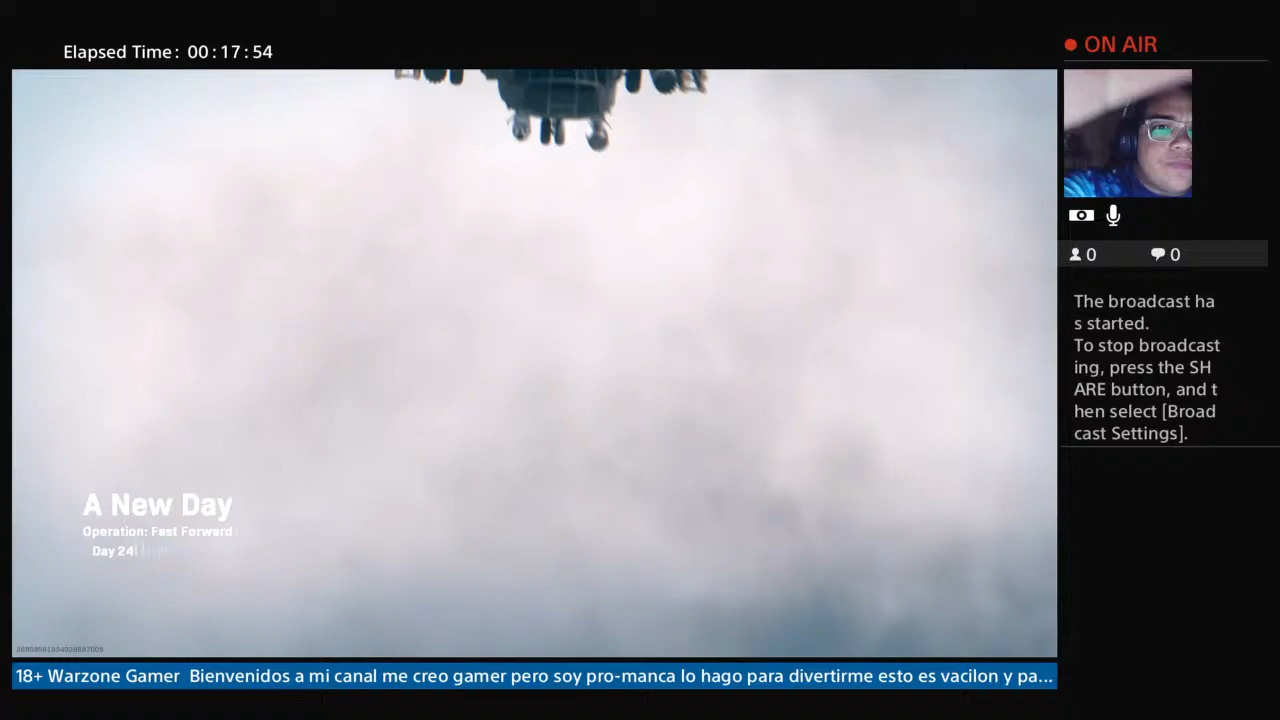 Elapsed Time: 00:17:54
ON AIR
0 0
The broadcast ha
s started.
To stop broadcast
ing, press the SH
ARE button, and t
hen select [Broad
cast Settings].
A New Day
Operation: Fast Forward
Day 24
18+ Warzone Gamer Bienvenidos a mi canal me creo gamer pero soy pro-manca lo hago para divertirme esto es vacilon y pa...